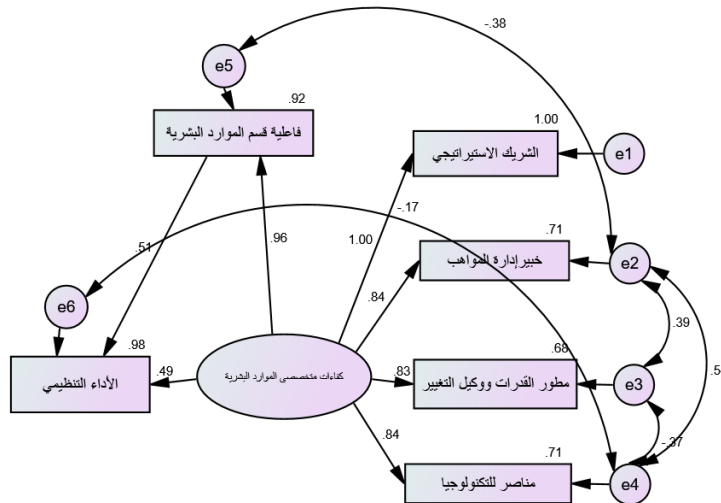 -.38
e5
.92
فاعلية قسم الموارد البشرية
1.00
الشريك الاستيراتيجي
e1
-.17
.51
.96
1.00
.71
خبير إدارة المواهب
e2
e6
.84
.39
.98
.68
.5
الأداء التنظيمي
.49
كفاءات متخصصي الموارد البشرية
.83
مطور القدرات ووكيل التغيير
e3
.84
.71
-.37
مناصر للتكنولوجيا
e4